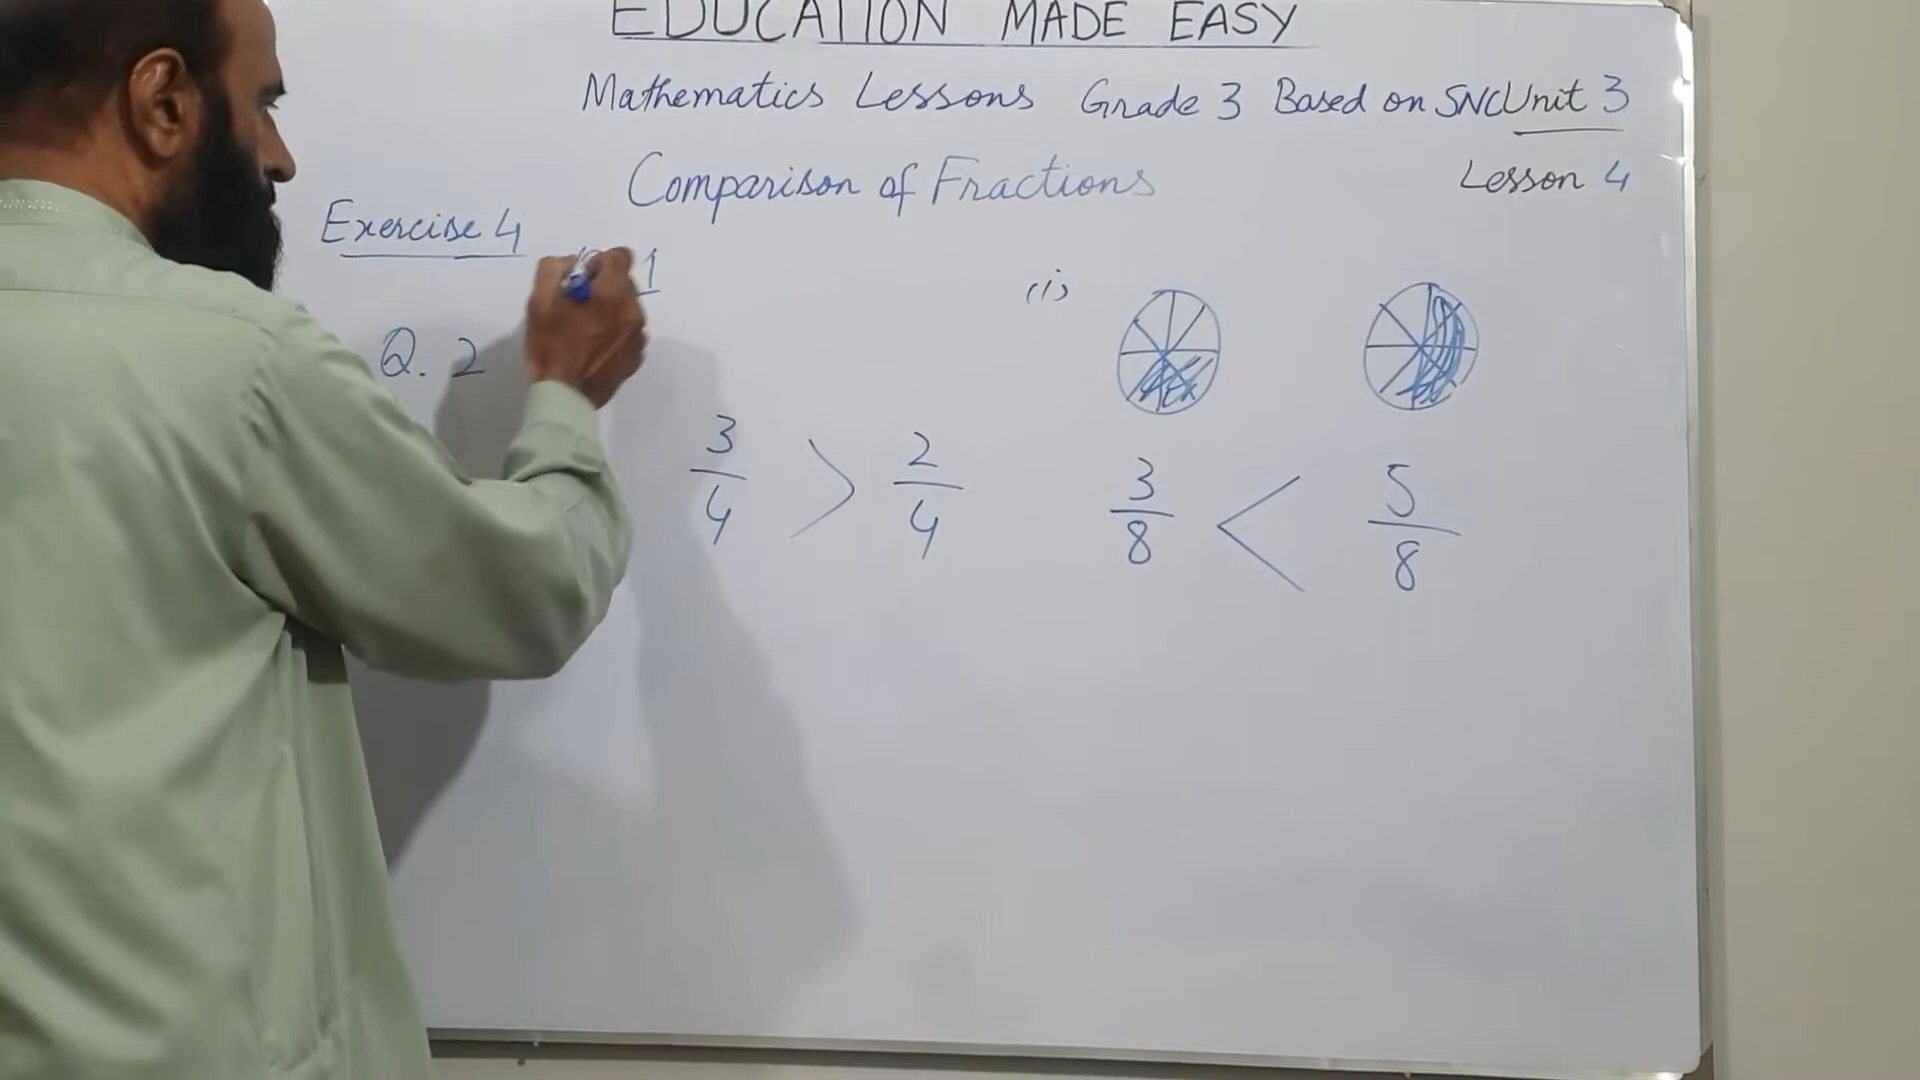 EDUCATION MADE EASY
Mathematics Lessons Grade 3 Based on SNC Unit 3
Comparison of Fractions
Lesson 4
Exercise 4
1
(i)
Q. 2
3/4 > 2/4
3/8 < 5/8